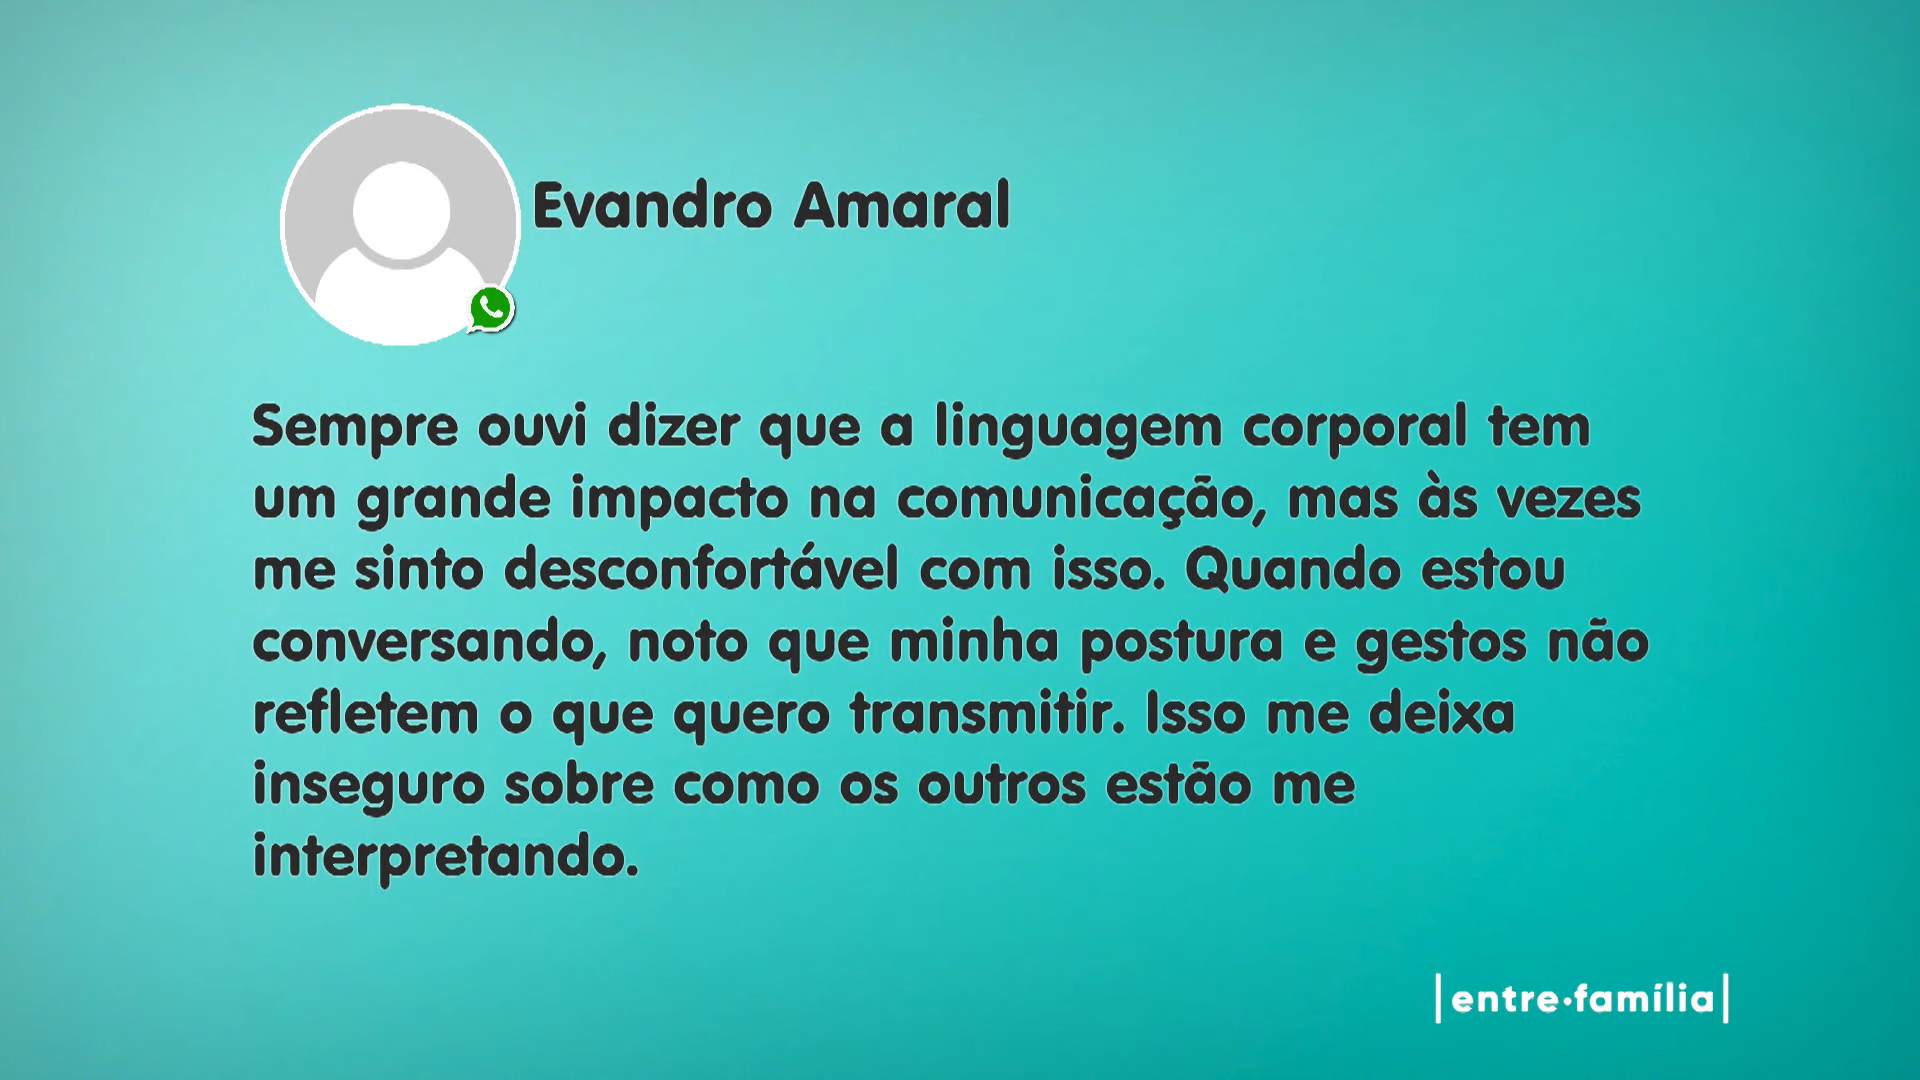 Evandro Amaral
Sempre ouvi dizer que a linguagem corporal tem
um grande impacto na comunicação, mas às vezes
me sinto desconfortável com isso. Quando estou
conversando, noto que minha postura e gestos não
refletem o que quero transmitir. Isso me deixa
inseguro sobre como os outros estão me
interpretando.
|entre·família|